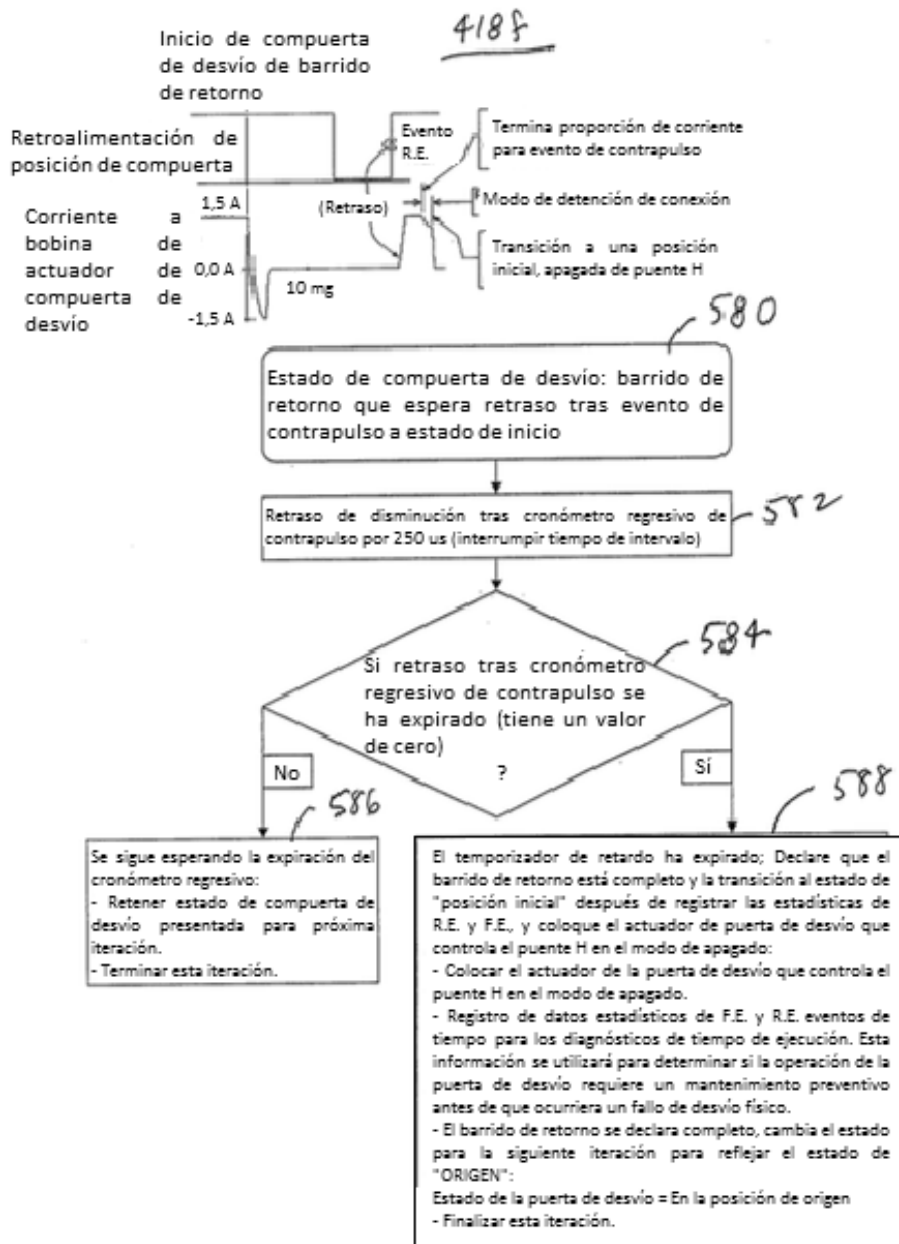 418f
Inicio de compuerta
de desvío de barrido
de retorno
Retroalimentación de
posición de compuerta
Evento
R.E.
Termina proporción de corriente
para evento de contrapulso
1,5 A
(Retraso)
Modo de detención de conexión
Corriente a
bobina de
actuador de
compuerta de
desvío
0,0 A
10 mg
-1,5 A
Transición a una posición
inicial, apagada de puente H
580
Estado de compuerta de desvío: barrido de
retorno que espera retraso tras evento de
contrapulso a estado de inicio
582
Retraso de disminución tras cronómetro regresivo de
contrapulso por 250 us (interrumpir tiempo de intervalo)
584
Si retraso tras cronómetro
regresivo de contrapulso se
ha expirado (tiene un valor
de cero)
?
No
Sí
586
Se sigue esperando la expiración del
cronómetro regresivo:
- Retener estado de compuerta de
desvío presentada para próxima
iteración.
- Terminar esta iteración.
588
El temporizador de retardo ha expirado; Declare que el
barrido de retorno está completo y la transición al estado de
"posición inicial" después de registrar las estadísticas de
R.E. y F.E., y coloque el actuador de puerta de desvío que
controla el puente H en el modo de apagado:
- Colocar el actuador de la puerta de desvío que controla el
puente H en el modo de apagado.
- Registro de datos estadísticos de F.E. y R.E. eventos de
tiempo para los diagnósticos de tiempo de ejecución. Esta
información se utilizará para determinar si la operación de la
puerta de desvío requiere un mantenimiento preventivo
antes de que ocurriera un fallo de desvío físico.
- El barrido de retorno se declara completo, cambia el estado
para la siguiente iteración para reflejar el estado de
"ORIGEN":
Estado de la puerta de desvío = En la posición de origen
- Finalizar esta iteración.